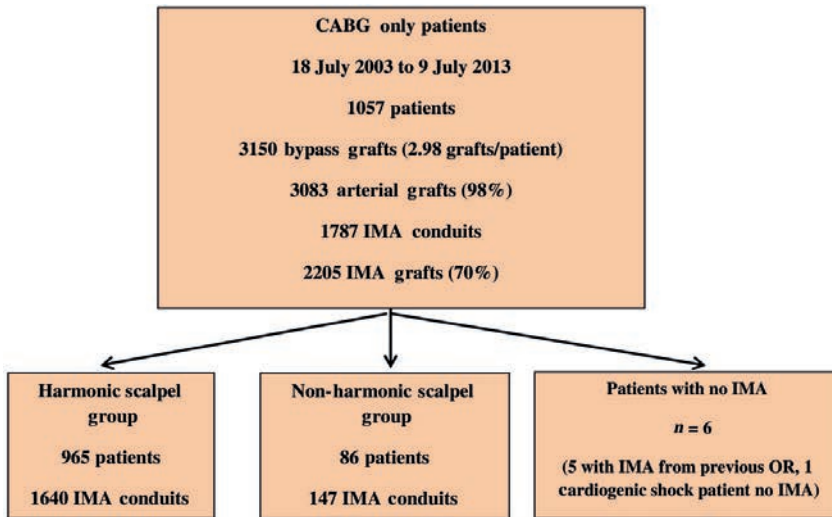 CABG only patients
18 July 2003 to 9 July 2013
1057 patients
3150 bypass grafts (2.98 grafts/patient)
3083 arterial grafts (98%)
1787 IMA conduits
2205 IMA grafts (70%)
Harmonic scalpel
group
965 patients
1640 IMA conduits
Non-harmonic scalpel
group
86 patients
147 IMA conduits
Patients with no IMA
n = 6
(5 with IMA from previous OR, 1
cardiogenic shock patient no IMA)